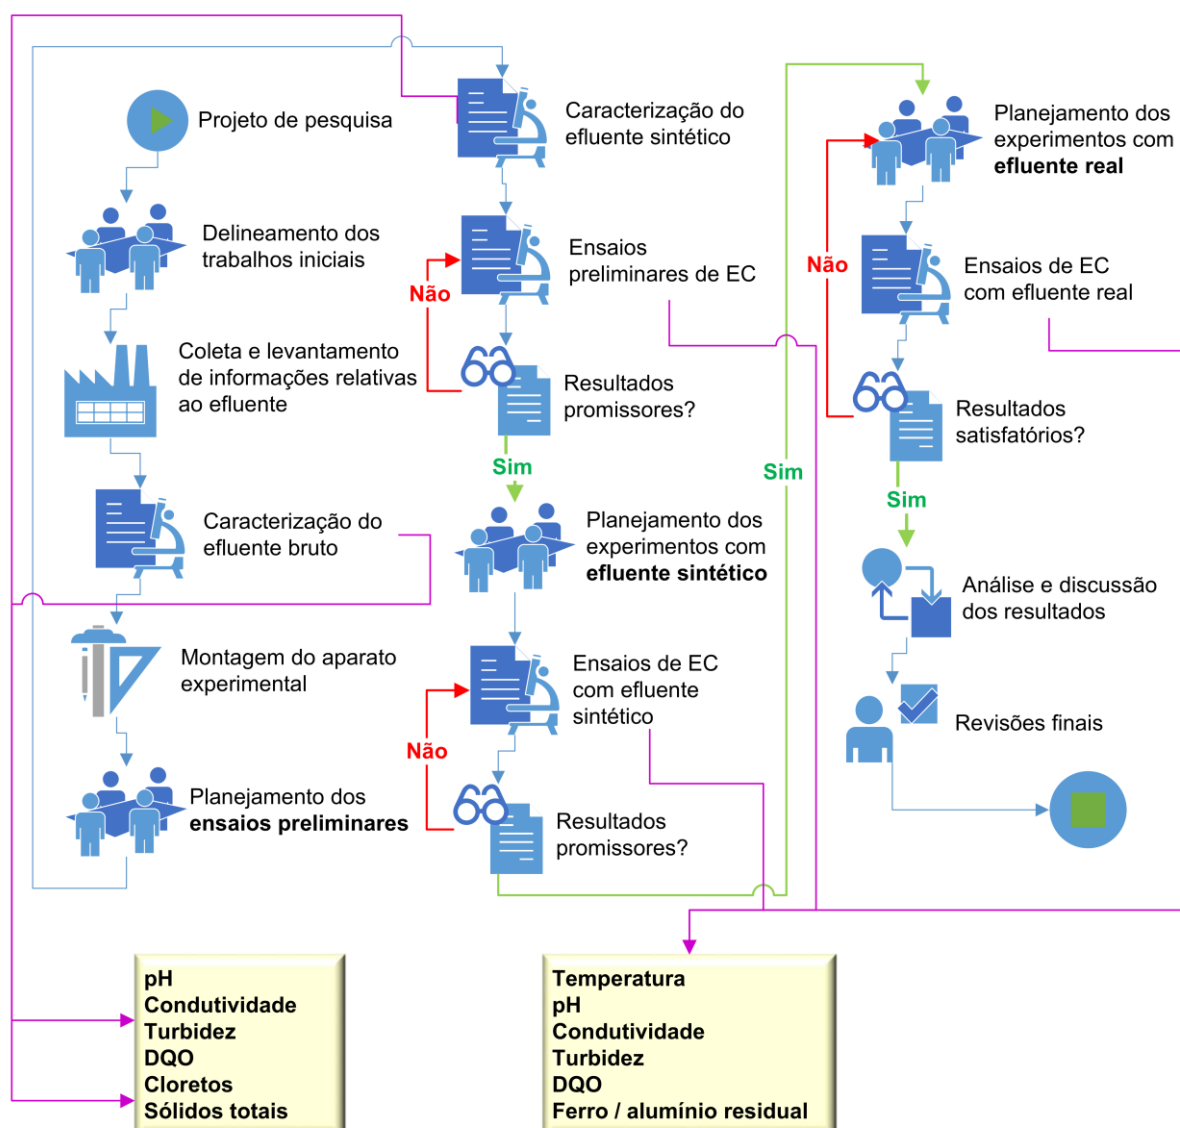 Projeto de pesquisa
Delineamento dos
trabalhos iniciais
Coleta e levantamento
de informações relativas
ao efluente
Caracterização do
efluente bruto
Montagem do aparato
experimental
Planejamento dos
ensaios preliminares
Caracterização do
efluente sintético
Ensaios
preliminares de EC
Não
Resultados
promissores?
Sim
Planejamento dos
experimentos com
efluente sintético
Ensaios de EC
com efluente
sintético
Não
Resultados
promissores?
Sim
Planejamento dos
experimentos com
efluente real
Não
Ensaios de EC
com efluente real
Resultados
satisfatórios?
Sim
Análise e discussão
dos resultados
Revisões finais
pH
Condutividade
Turbidez
DQO
Cloretos
Sólidos totais
Temperatura
pH
Condutividade
Turbidez
DQO
Ferro / alumínio residual